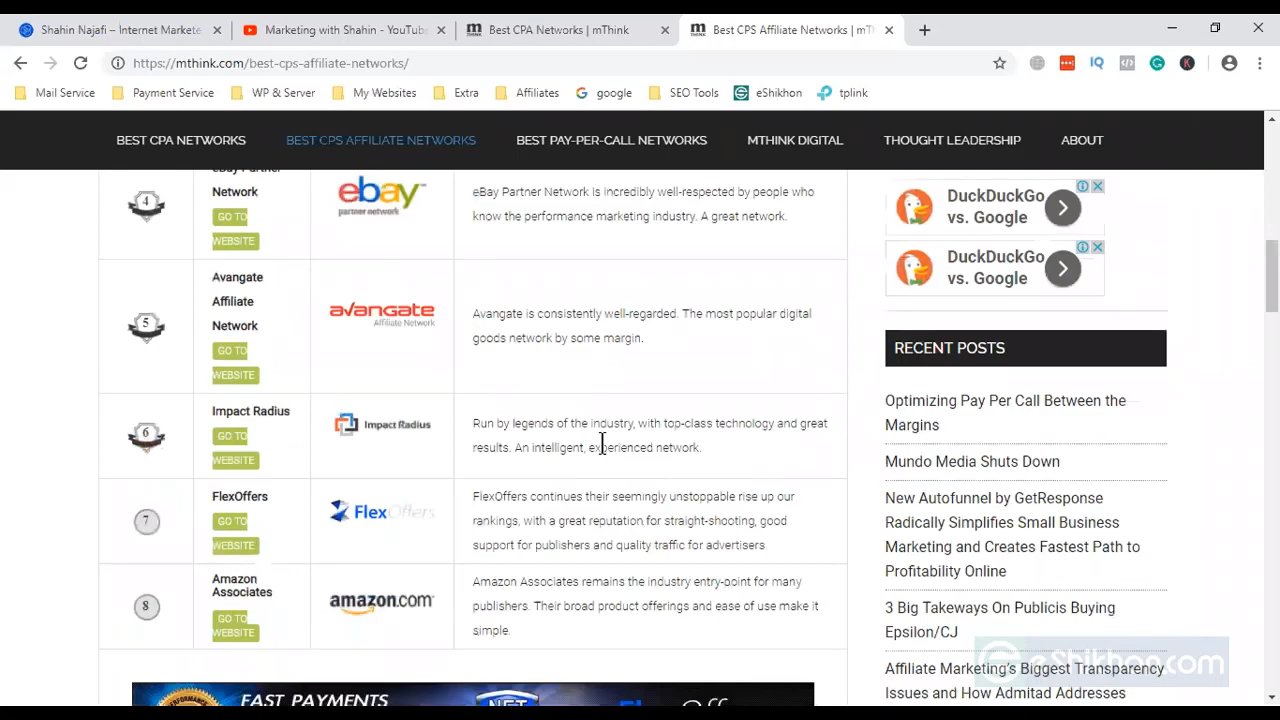 Shahin Najafi – Internet Markete
Marketing with Shahin - YouTub
Best CPA Networks | mThink
Best CPS Affiliate Networks | mTh
https://mthink.com/best-cps-affiliate-networks/
Mail Service
Payment Service
WP & Server
My Websites
Extra
Affiliates
google
SEO Tools
eShikhon
tplink
BEST CPA NETWORKS
BEST CPS AFFILIATE NETWORKS
BEST PAY-PER-CALL NETWORKS
MTHINK DIGITAL
THOUGHT LEADERSHIP
ABOUT
4
eBay Partner
Network
GO TO
WEBSITE
ebay
partner network
eBay Partner Network is incredibly well-respected by people who
know the performance marketing industry. A great network.
5
Avangate
Affiliate
Network
GO TO
WEBSITE
avangate
Affiliate Network
Avangate is consistently well-regarded. The most popular digital
goods network by some margin.
6
Impact Radius
GO TO
WEBSITE
Impact Radius
Run by legends of the industry, with top-class technology and great
results. An intelligent, experienced network.
7
FlexOffers
GO TO
WEBSITE
FlexOffers
FlexOffers continues their seemingly unstoppable rise up our
rankings, with a great reputation for straight-shooting, good
support for publishers and quality traffic for advertisers.
8
Amazon
Associates
GO TO
WEBSITE
amazon.com
Amazon Associates remains the industry entry-point for many
publishers. Their broad product offerings and ease of use make it
simple.
FAST PAYMENTS
NET
DuckDuckGo
vs. Google
DuckDuckGo
vs. Google
RECENT POSTS
Optimizing Pay Per Call Between the
Margins
Mundo Media Shuts Down
New Autofunnel by GetResponse
Radically Simplifies Small Business
Marketing and Creates Fastest Path to
Profitability Online
3 Big Takeaways On Publicis Buying
Epsilon/CJ
Affiliate Marketing's Biggest Transparency
Issues and How Admitad Addresses
eShikhon.com